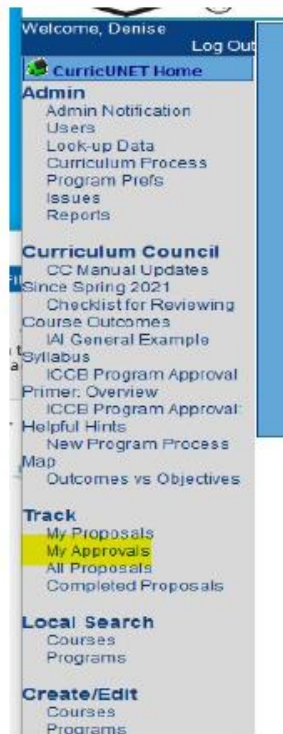 Welcome, Denise
Log Out
CurricUNET Home
Admin
Admin Notification
Users
Look-up Data
Curriculum Process
Program Prefs
Issues
Reports
Curriculum Council
CC Manual Updates
Since Spring 2021
Checklist for Reviewing
Course Outcomes
IAI General Example
Syllabus
ICCB Program Approval
Primer: Overview
ICCB Program Approval:
Helpful Hints
New Program Process
Map
Outcomes vs Objectives
Track
My Proposals
My Approvals
All Proposals
Completed Proposals
Local Search
Courses
Programs
Create/Edit
Courses
Programs